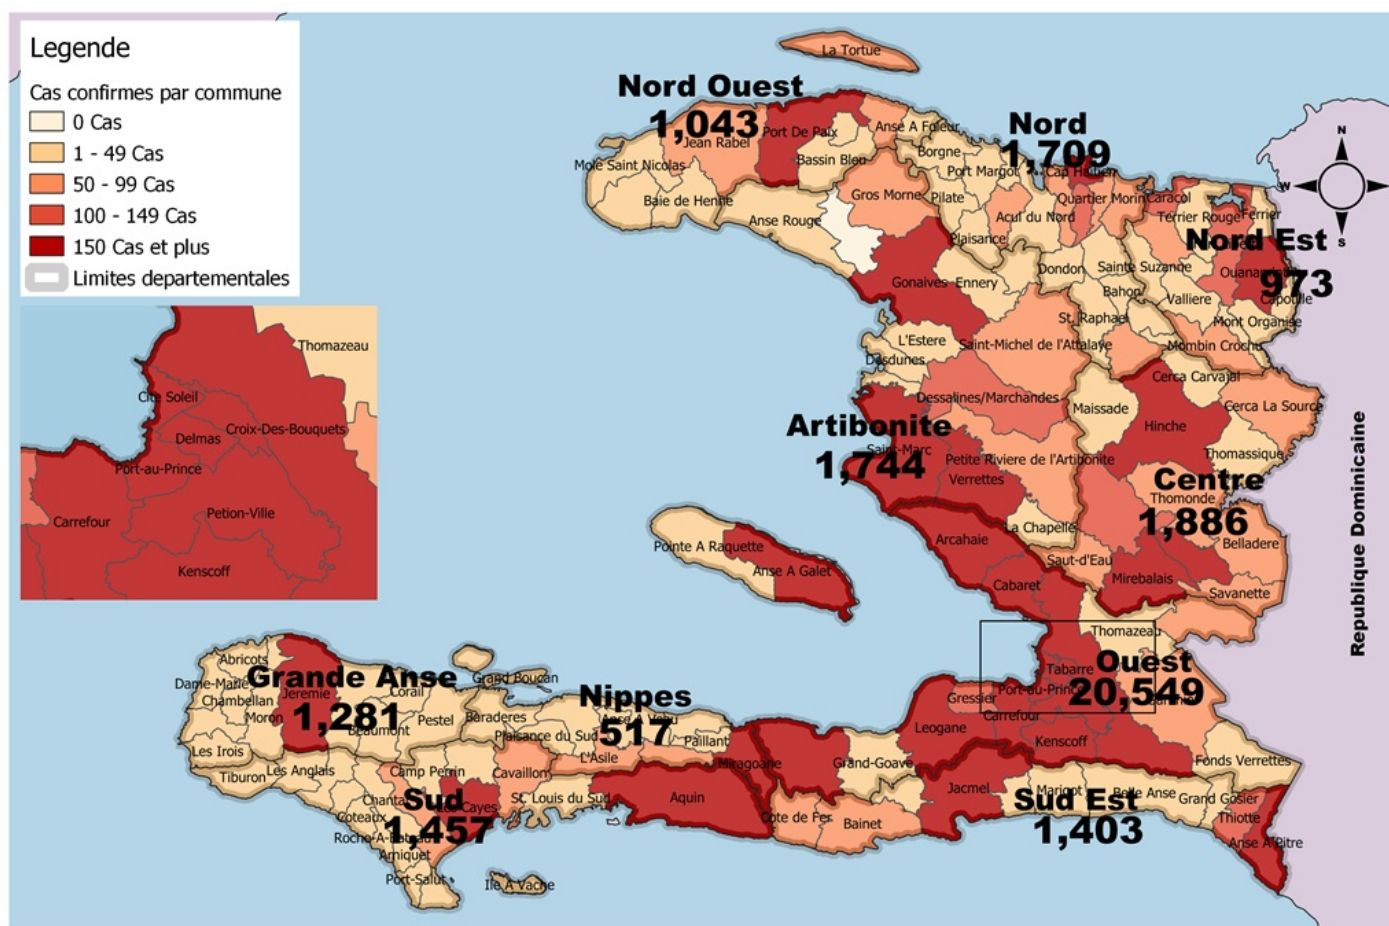 Legende
Cas confirmes par commune
0 Cas
1 - 49 Cas
50 - 99 Cas
100 - 149 Cas
150 Cas et plus
Limites departementales
Thomazeau
Cite Soleil
Croix-Des-Bouquets
Delmas
Port-au-Prince
Petion-Ville
Carrefour
Kenscoff
La Tortue
Nord Ouest
1,043
Port De Paix
Anse A Foleur
Jean Rabel
Bassin Bleu
Mole Saint Nicolas
Baie de Henne
Anse Rouge
Gros Morne
Nord
1,709
Cap Haitien
Borgne
Port Margot
Pilate
Quartier Morin
Caracol
Acul du Nord
Terrier Rouge
Ferrier
Plaisance
N
W
S
Nord Est
973
Gonaives
Ennery
Dondon
Sainte Suzanne
Capotille
Bahon
Valliere
St. Raphael
Mont Organise
L'Estere
Saint-Michel de l'Attalaye
Mombin Crochu
Desdunes
Cerca Carvajal
Dessalines/Marchandes
Maissade
Cerca La Source
Hinche
Artibonite
1,744
Saint-Marc
Petite Riviere de l'Artibonite
Verrettes
Thomassique
Centre
1,886
Thomonde
La Chapelle
Belladere
Arcahaie
Saut-d'Eau
Mirebalais
Cabaret
Savanette
Republique Dominicaine
Pointe A Raquette
Anse A Galet
Thomazeau
Tabarre
Ouest
20,549
Port-au-Prince
Gressier
Carrefour
Leogane
Kenscoff
Fonds Verrettes
Abricots
Grande Anse
1,281
Dame-Marie
Chambellan
Jeremie
Corail
Moron
Beaumont
Pestel
Les Irois
Grand Boucan
Nippes
517
Baraderes
Anse A Vequ
Plaisance du Sud
Paillant
L'Asile
Miragoane
Grand-Goave
Tiburon
Les Anglais
Camp Perrin
Cavaillon
Sud
1,457
Les Cayes
St. Louis du Sud
Aquin
Coteaux
Arniquet
Port-Salut
Ile A Vache
Cote de Fer
Bainet
Jacmel
Sud Est
1,403
Marigot
Belle Anse
Grand Gosier
Thiotte
Anse A Pitre